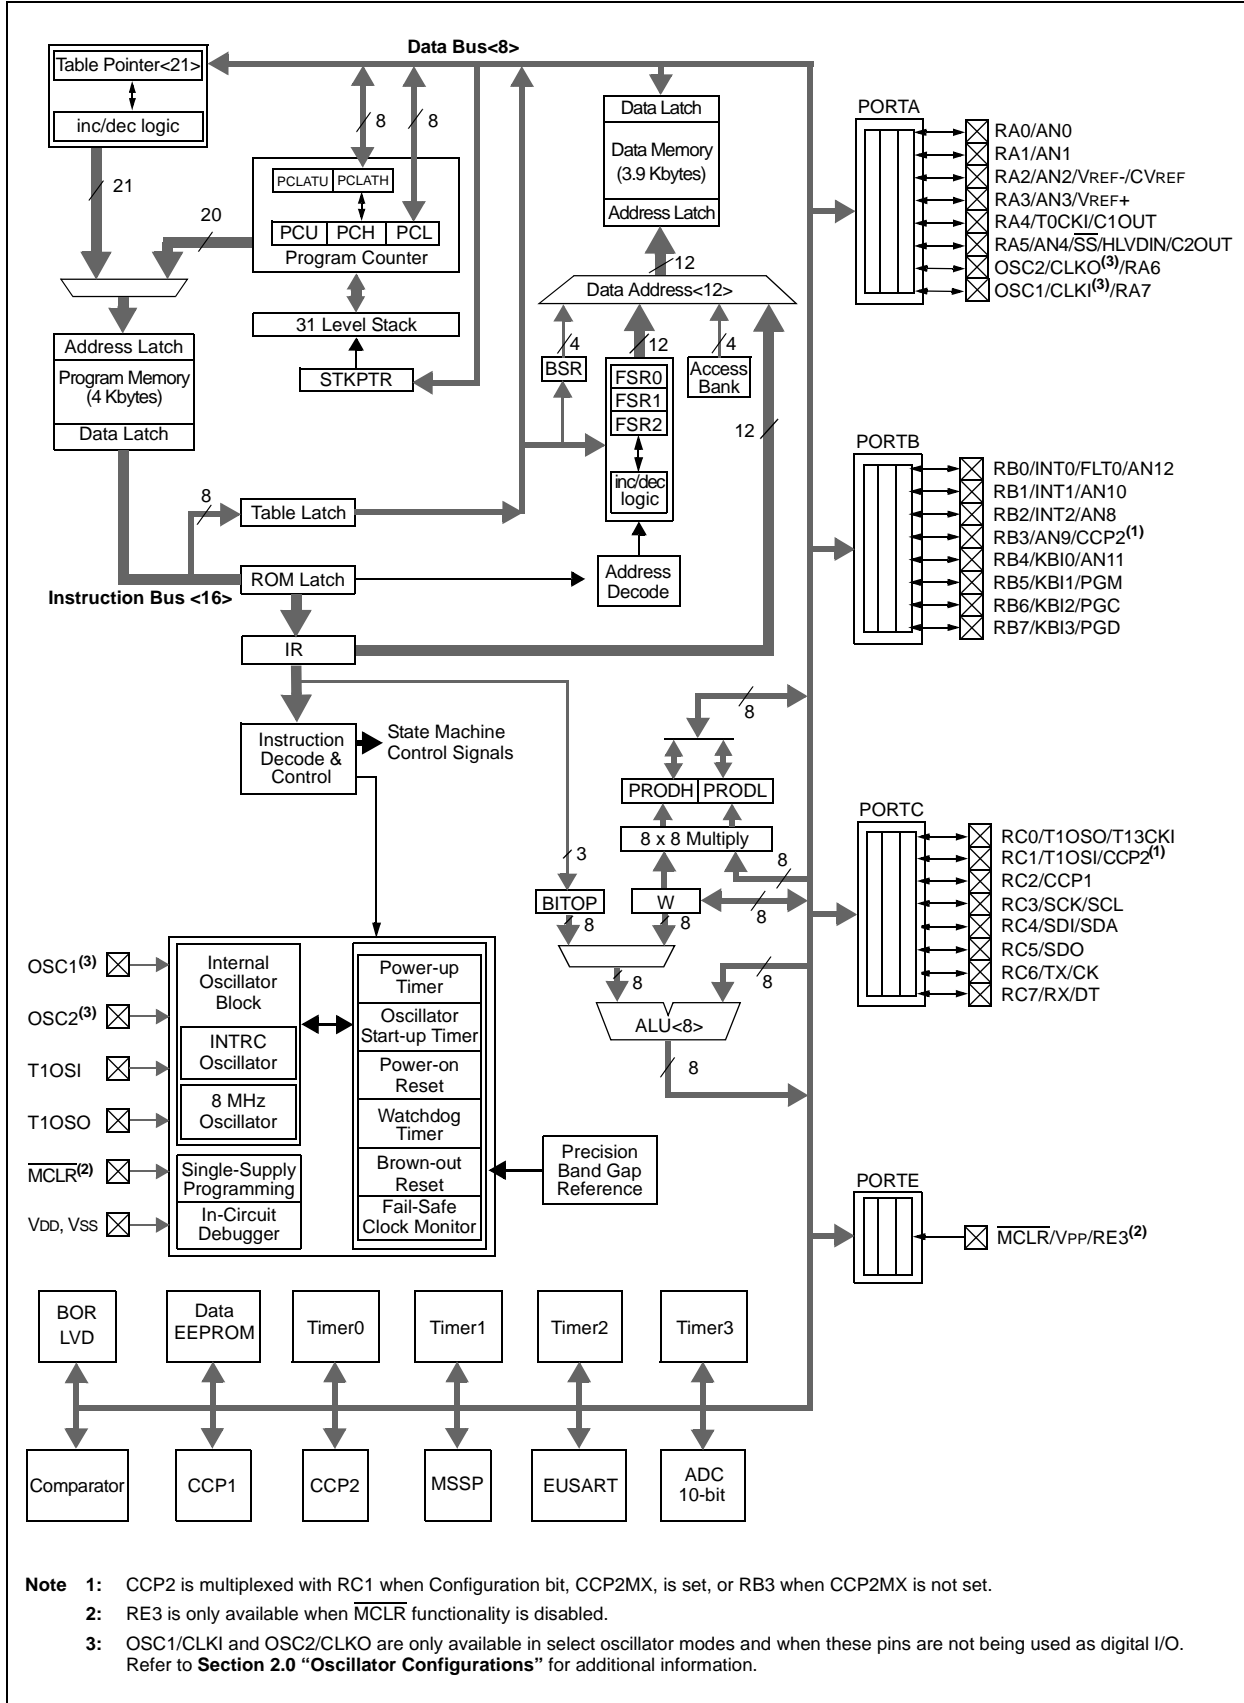 Data Bus<8>
Table Pointer<21>
inc/dec logic
21
20
8
8
PCLATU
PCLATH
PCU
PCH
PCL
Program Counter
31 Level Stack
STKPTR
Address Latch
Program Memory
(4 Kbytes)
Data Latch
8
Table Latch
ROM Latch
Instruction Bus <16>
IR
Data Latch
Data Memory
(3.9 Kbytes)
Address Latch
12
Data Address<12>
4
12
4
BSR
FSR0
FSR1
FSR2
inc/dec
logic
Access
Bank
12
Address
Decode
Instruction
Decode &
Control
State Machine
Control Signals
8
PRODH
PRODL
8 x 8 Multiply
3
8
BITOP
W
8
8
8
8
8
ALU<8>
8
PORTA
RA0/AN0
RA1/AN1
RA2/AN2/VREF-/CVREF
RA3/AN3/VREF+
RA4/T0CKI/C1OUT
RA5/AN4/SS/HLVDIN/C2OUT
OSC2/CLKO(3)/RA6
OSC1/CLKI(3)/RA7
PORTB
RB0/INT0/FLT0/AN12
RB1/INT1/AN10
RB2/INT2/AN8
RB3/AN9/CCP2(1)
RB4/KBI0/AN11
RB5/KBI1/PGM
RB6/KBI2/PGC
RB7/KBI3/PGD
PORTC
RC0/T1OSO/T13CKI
RC1/T1OSI/CCP2(1)
RC2/CCP1
RC3/SCK/SCL
RC4/SDI/SDA
RC5/SDO
RC6/TX/CK
RC7/RX/DT
PORTE
MCLR/VPP/RE3(2)
OSC1(3)
OSC2(3)
T1OSI
T1OSO
MCLR(2)
VDD, VSS
Internal
Oscillator
Block
INTRC
Oscillator
8 MHz
Oscillator
Single-Supply
Programming
In-Circuit
Debugger
Power-up
Timer
Oscillator
Start-up Timer
Power-on
Reset
Watchdog
Timer
Brown-out
Reset
Fail-Safe
Clock Monitor
Precision
Band Gap
Reference
BOR
LVD
Data
EEPROM
Timer0
Timer1
Timer2
Timer3
Comparator
CCP1
CCP2
MSSP
EUSART
ADC
10-bit
Note 1: CCP2 is multiplexed with RC1 when Configuration bit, CCP2MX, is set, or RB3 when CCP2MX is not set.
2: RE3 is only available when MCLR functionality is disabled.
3: OSC1/CLKI and OSC2/CLKO are only available in select oscillator modes and when these pins are not being used as digital I/O.
Refer to Section 2.0 “Oscillator Configurations” for additional information.